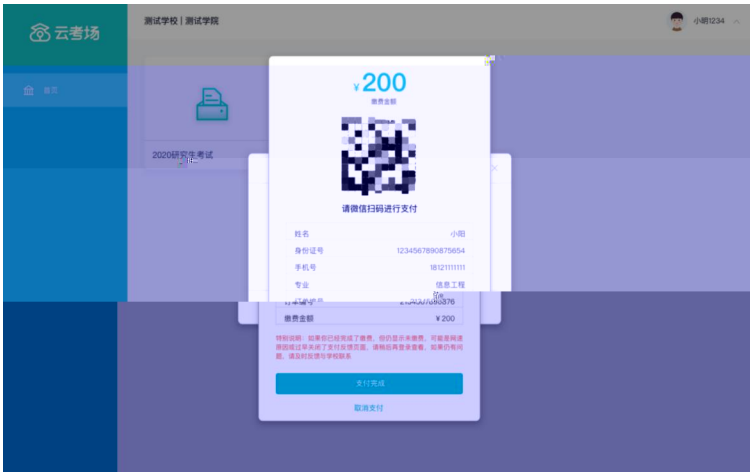 云考场
测试学校 | 测试学院
小明1234
首页
2020研究生考试
¥200
缴费金额
请微信扫码进行支付
姓名 小阳
身份证号 1234567890875654
手机号 18121111111
专业 信息工程
缴费金额 ¥200
特别说明：如果你已经完成了缴费，但仍显示未缴费，可能是网速
原因或过早关闭了支付反馈页面，请稍后再登录查看，如果仍有问
题，请及时反馈与学校联系
支付完成
取消支付